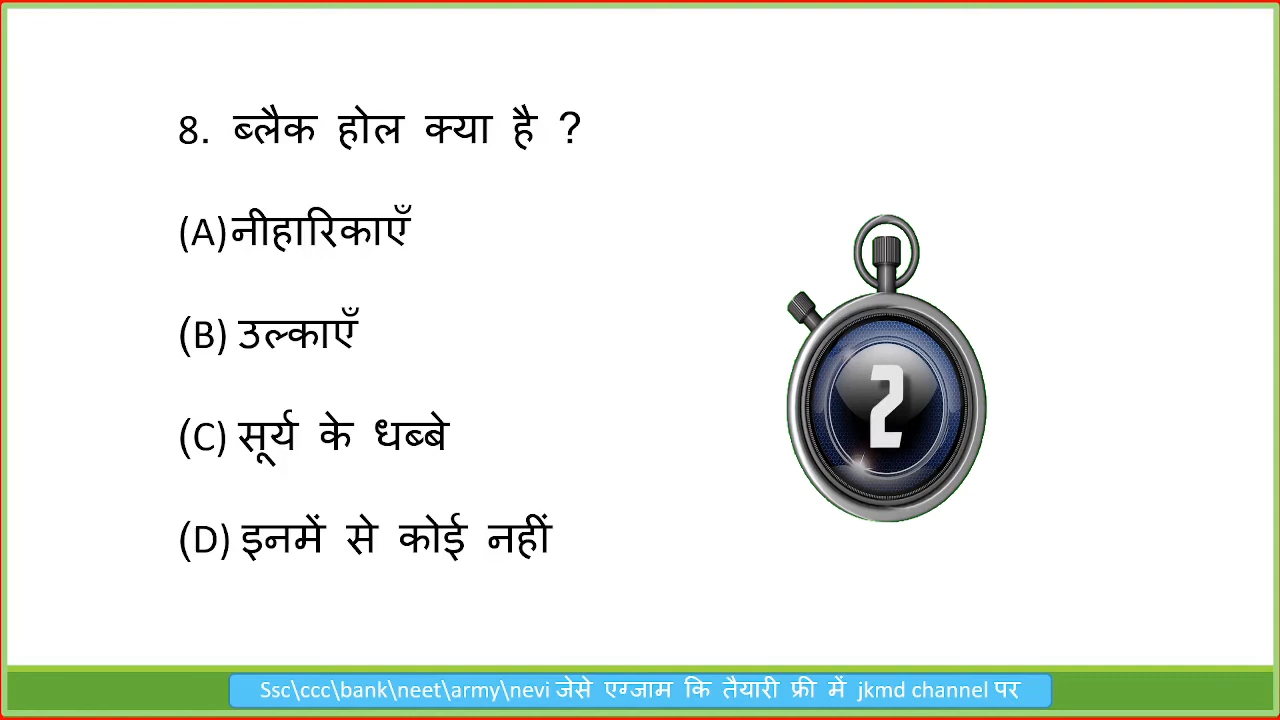 8. ब्लैक होल क्या है ?
(A)नीहारिकाएँ
(B) उल्काएँ
(C) सूर्य के धब्बे
(D) इनमें से कोई नहीं
2
Ssc\ccc\bank\neet\army\nevi जेसे एग्जाम कि तैयारी फ्री में jkmd channel पर